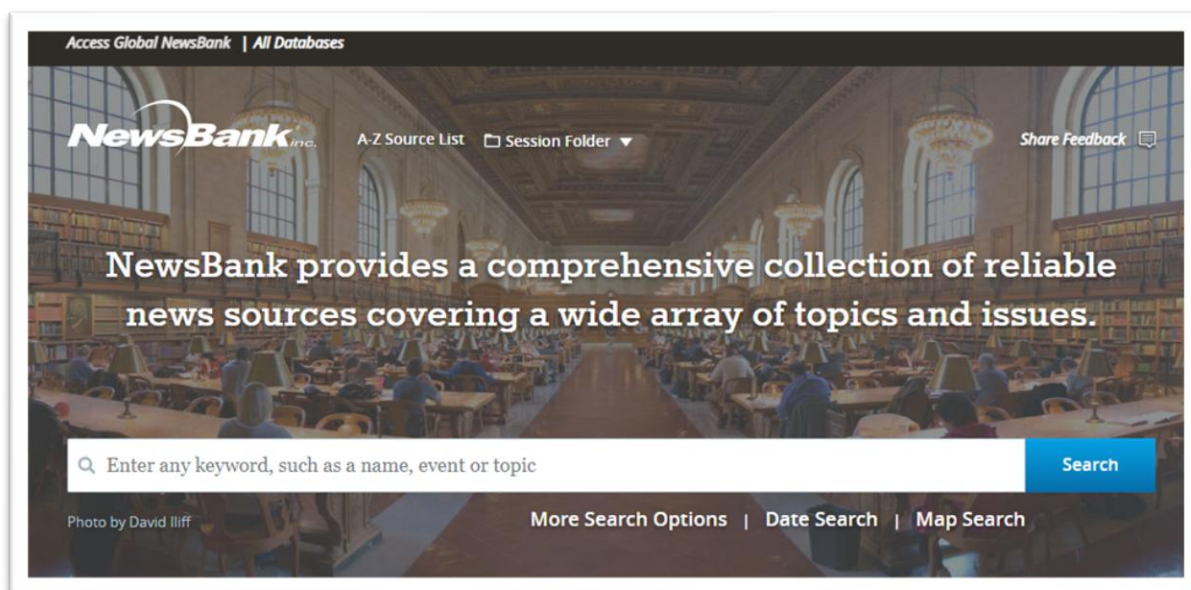 Access Global NewsBank | All Databases
NewsBank inc. A-Z Source List Session Folder Share Feedback
NewsBank provides a comprehensive collection of reliable
news sources covering a wide array of topics and issues.
Enter any keyword, such as a name, event or topic Search
Photo by David Iliff More Search Options | Date Search | Map Search